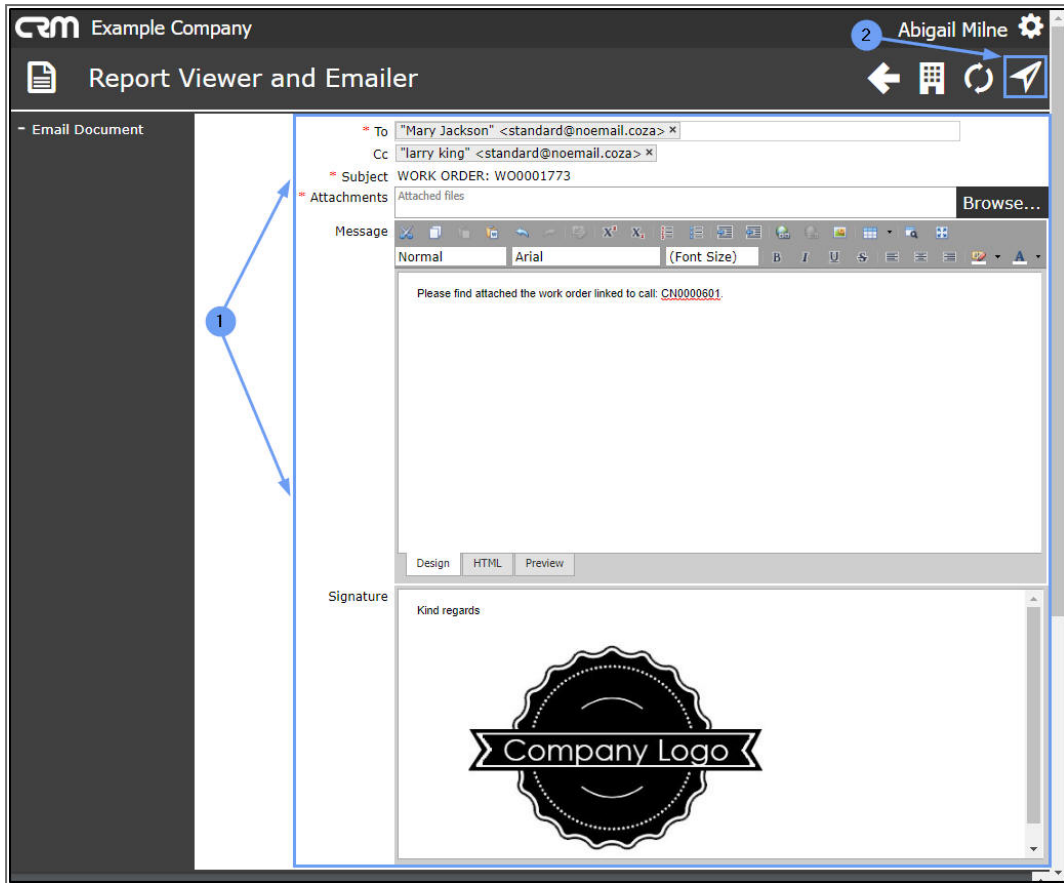 CRM Example Company
Abigail Milne
2
Report Viewer and Emailer
- Email Document
* To "Mary Jackson" <standard@noemail.coza> ×
Cc "larry king" <standard@noemail.coza> ×
* Subject WORK ORDER: WO0001773
* Attachments Attached files Browse...
Message
Normal Arial (Font Size) B I U S A
Please find attached the work order linked to call: CN0000601.
1
Design HTML Preview
Signature
Kind regards
Company Logo